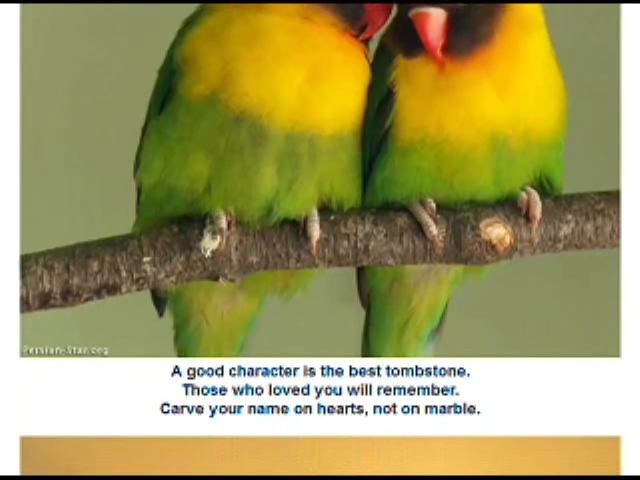 Persian-Star.org
A good character is the best tombstone.
Those who loved you will remember.
Carve your name on hearts, not on marble.